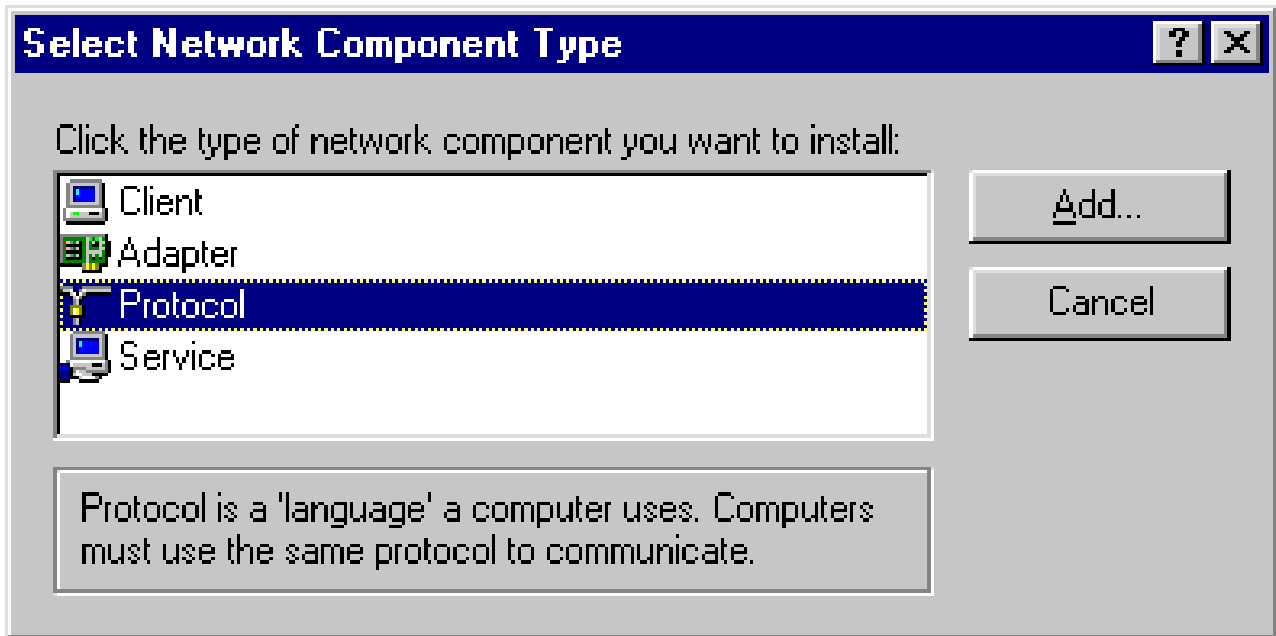 Select Network Component Type
?
Click the type of network component you want to install:
Client
Adapter
Protocol
Service
Add...
Cancel
Protocol is a 'language' a computer uses. Computers
must use the same protocol to communicate.